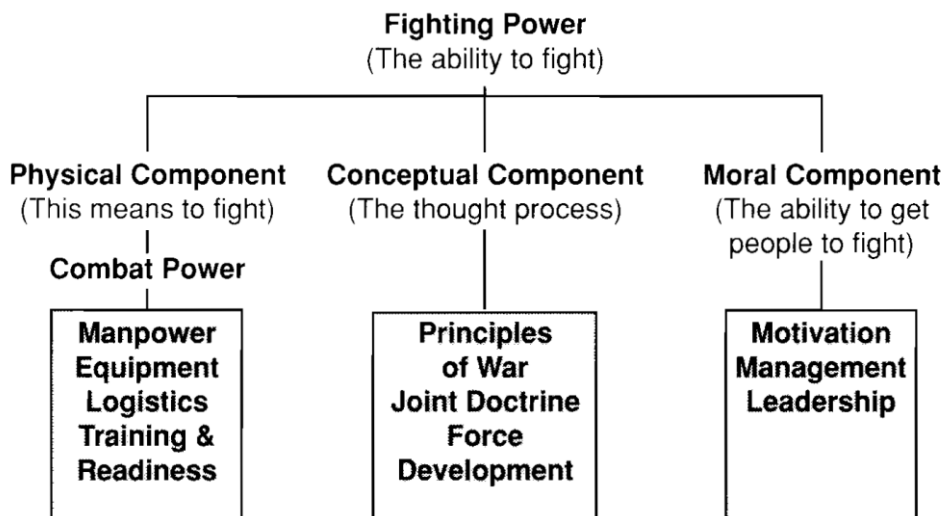 Fighting Power
(The ability to fight)
Physical Component
(This means to fight)
Combat Power
Manpower
Equipment
Logistics
Training &
Readiness
Conceptual Component
(The thought process)
Principles
of War
Joint Doctrine
Force
Development
Moral Component
(The ability to get
people to fight)
Motivation
Management
Leadership